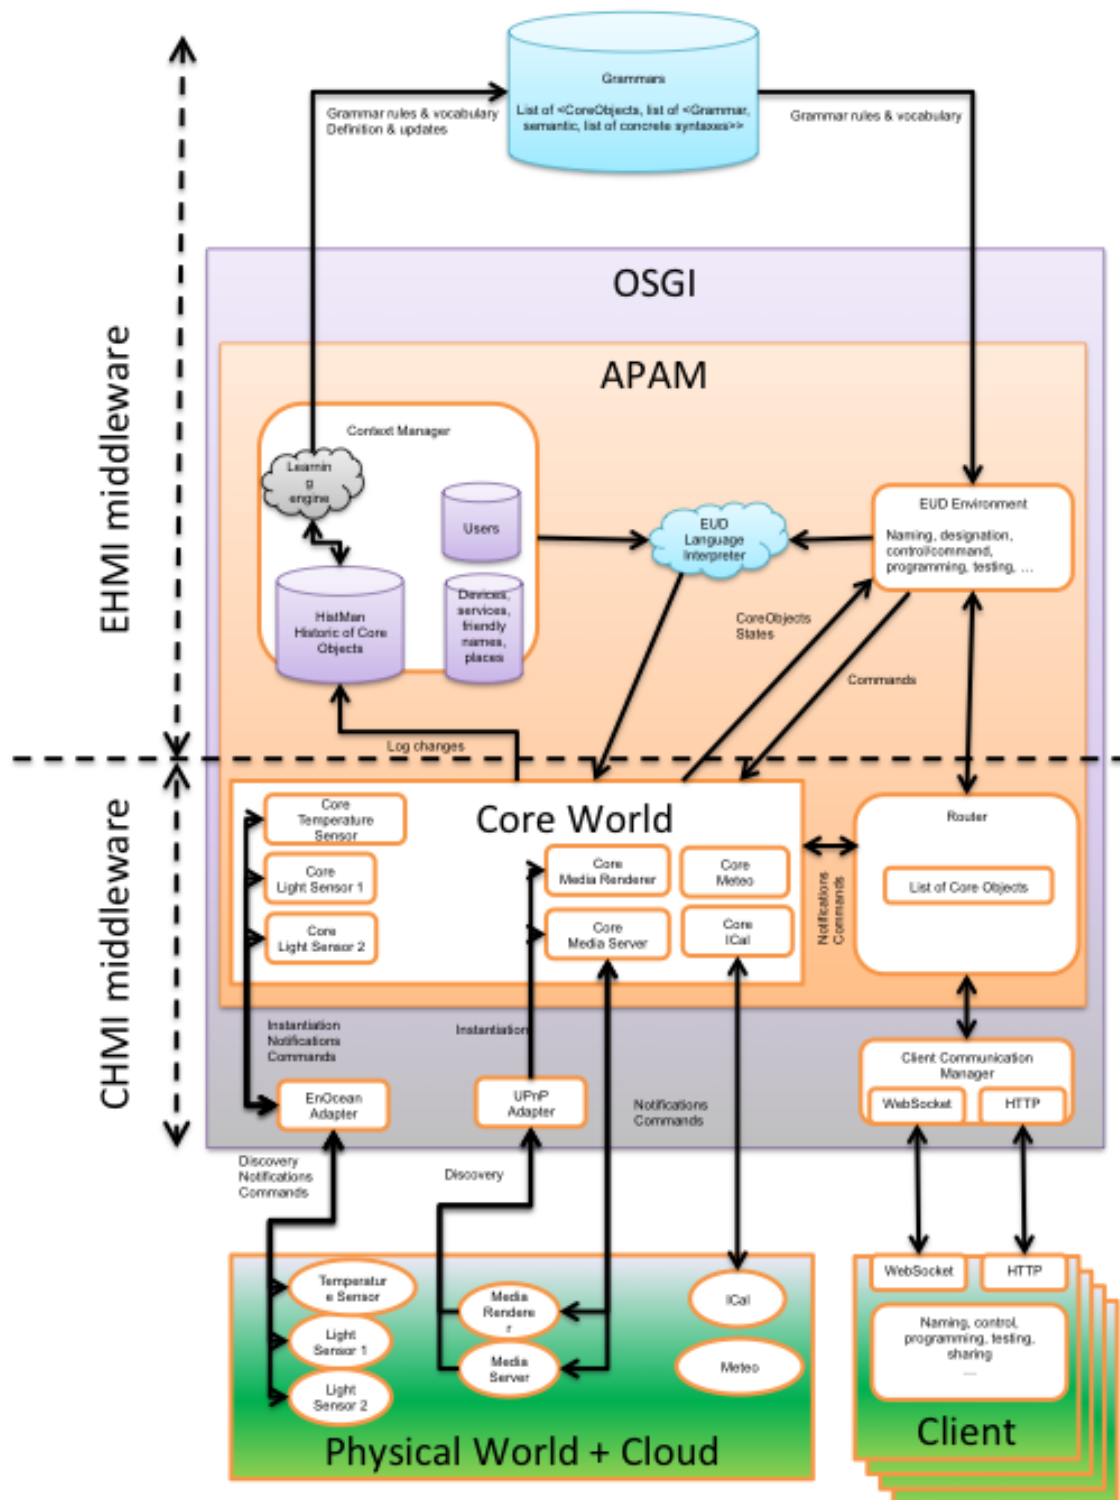 Grammars
List of <CoreObjects, list of <Grammar,
semantic, list of concrete syntaxes>>
Grammar rules & vocabulary
Definition & updates
Grammar rules & vocabulary
OSGI
APAM
EHMI middleware
Context Manager
Learnin
g
engine
Users
HistMan
Historic of Core
Objects
Devices,
services,
friendly
names,
places
EUD
Language
Interpreter
EUD Environment
Naming, designation,
control/command,
programming, testing, ...
CoreObjects
States
Commands
Log changes
CHMI middleware
Core World
Core
Temperature
Sensor
Core
Light Sensor 1
Core
Light Sensor 2
Core
Media Renderer
Core
Media Server
Core
Meteo
Core
ICal
Notifications
Commands
Router
List of Core Objects
Instantiation
Notifications
Commands
Instantiation
EnOcean
Adapter
UPnP
Adapter
Notifications
Commands
Client Communication
Manager
WebSocket
HTTP
Discovery
Notifications
Commands
Discovery
Temperatur
e Sensor
Light
Sensor 1
Light
Sensor 2
Media
Rendere
r
Media
Server
ICal
Meteo
Physical World + Cloud
WebSocket
HTTP
Naming, control,
programming, testing,
sharing
....
Client